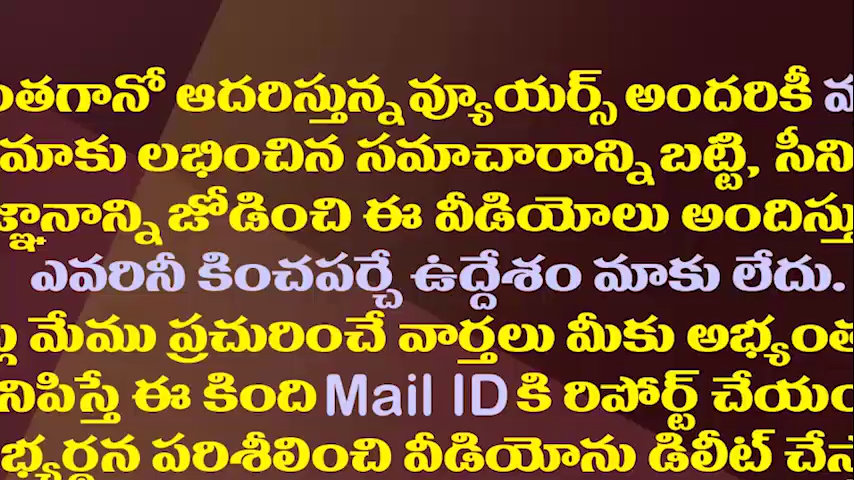 ంతగానో ఆదరిస్తున్న వ్యూయర్స్ అందరికీ
మాకు లభించిన సమాచారాన్ని బట్టి, సీని
జ్ఞానాన్ని జోడించి ఈ వీడియోలు అందిస్తు
ఎవరినీ కించపర్చే ఉద్దేశం మాకు లేదు.
మేము ప్రచురించే వార్తలు మీకు అభ్యంత
నిపిస్తే ఈ కింది Mail ID కి రిపోర్ట్ చేయం
భ్యర్థన పరిశీలించి వీడియోను డిలీట్ చేస్